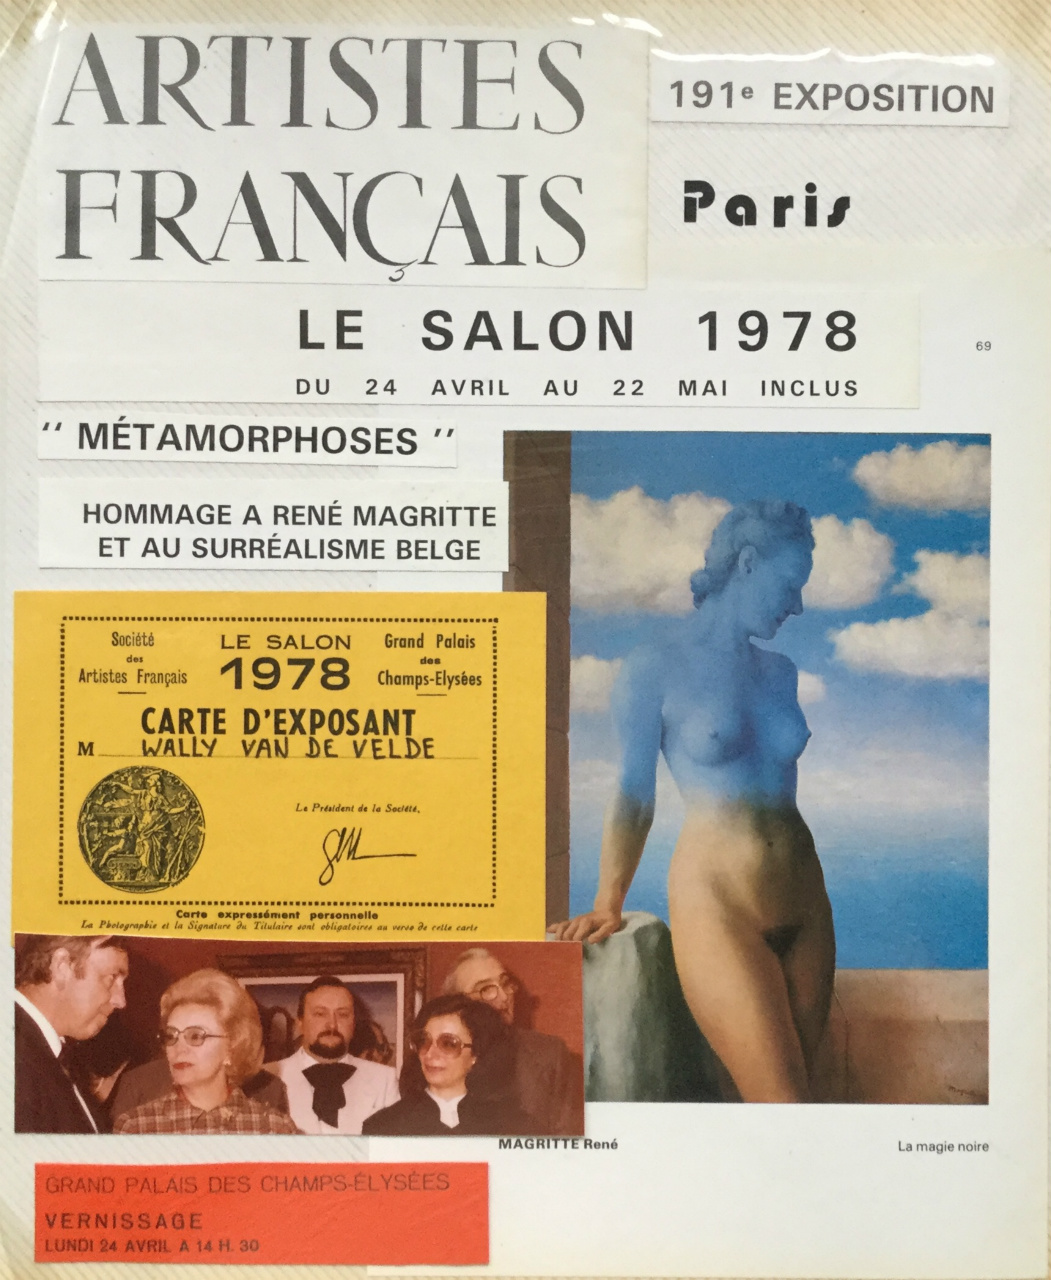 ARTISTES
FRANÇAIS
191e EXPOSITION
Paris
LE SALON 1978
DU 24 AVRIL AU 22 MAI INCLUS
69
'' MÉTAMORPHOSES ''
HOMMAGE A RENÉ MAGRITTE
ET AU SURRÉALISME BELGE
Société
des
Artistes Français
LE SALON
1978
Grand Palais
des
Champs-Elysées
CARTE D'EXPOSANT
M WALLY VAN DE VELDE
Le Président de la Société,
Carte expressément personnelle
La Photographie et la Signature du Titulaire sont obligatoires au verso de cette carte
MAGRITTE René
La magie noire
GRAND PALAIS DES CHAMPS-ÉLYSÉES
VERNISSAGE
LUNDI 24 AVRIL A 14 H. 30